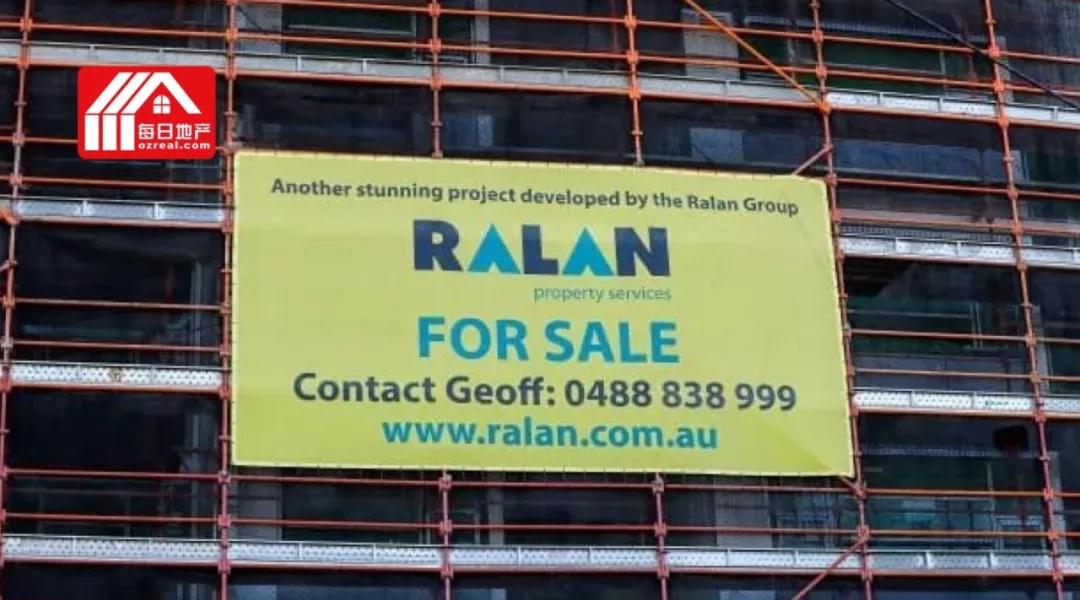 每日地产
ozreal.com
Another stunning project developed by the Ralan Group
RALAN
property services
FOR SALE
Contact Geoff: 0488 838 999
www.ralan.com.au